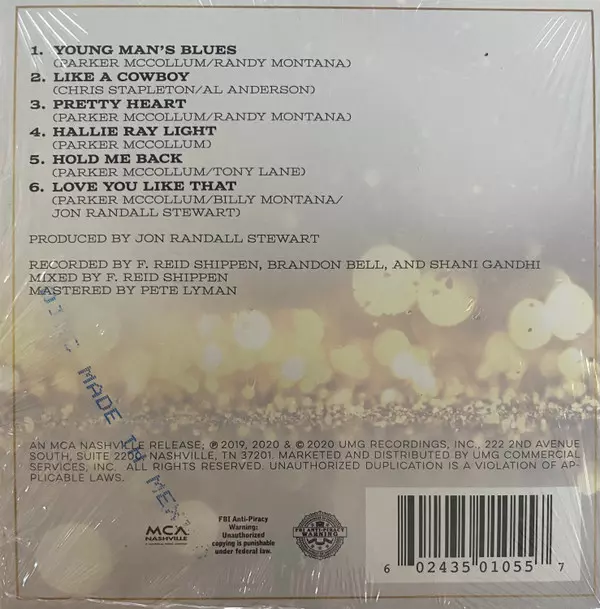 1. YOUNG MAN'S BLUES
(PARKER MCCOLLUM/RANDY MONTANA)
2. LIKE A COWBOY
(CHRIS STAPLETON/AL ANDERSON)
3. PRETTY HEART
(PARKER MCCOLLUM/RANDY MONTANA)
4. HALLIE RAY LIGHT
(PARKER MCCOLLUM)
5. HOLD ME BACK
(PARKER MCCOLLUM/TONY LANE)
6. LOVE YOU LIKE THAT
(PARKER MCCOLLUM/BILLY MONTANA/
JON RANDALL STEWART)
PRODUCED BY JON RANDALL STEWART
RECORDED BY F. REID SHIPPEN, BRANDON BELL, AND SHANI GANDHI
MIXED BY F. REID SHIPPEN
MASTERED BY PETE LYMAN
MADE IN MEX
AN MCA NASHVILLE RELEASE; ℗ 2019, 2020 & © 2020 UMG RECORDINGS, INC., 222 2ND AVENUE
SOUTH, SUITE 2200, NASHVILLE, TN 37201. MARKETED AND DISTRIBUTED BY UMG COMMERCIAL
SERVICES, INC. ALL RIGHTS RESERVED. UNAUTHORIZED DUPLICATION IS A VIOLATION OF AP-
PLICABLE LAWS.
MCA
NASHVILLE
FBI Anti-Piracy
Warning:
Unauthorized
copying is punishable
under federal law.
FBI ANTI-PIRACY
WARNING
6 02435 01055 7